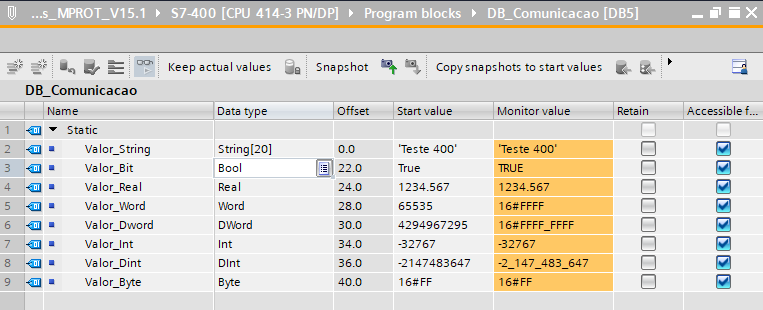 ...s_MPROT_V15.1 ▸ S7-400 [CPU 414-3 PN/DP] ▸ Program blocks ▸ DB_Comunicacao [DB5]
Keep actual values Snapshot Copy snapshots to start values
DB_Comunicacao
Name Data type Offset Start value Monitor value Retain Accessible f...
1 Static
2 Valor_String String[20] 0.0 'Teste 400' 'Teste 400'
3 Valor_Bit Bool 22.0 True TRUE
4 Valor_Real Real 24.0 1234.567 1234.567
5 Valor_Word Word 28.0 65535 16#FFFF
6 Valor_Dword DWord 30.0 4294967295 16#FFFF_FFFF
7 Valor_Int Int 34.0 -32767 -32767
8 Valor_Dint DInt 36.0 -2147483647 -2_147_483_647
9 Valor_Byte Byte 40.0 16#FF 16#FF